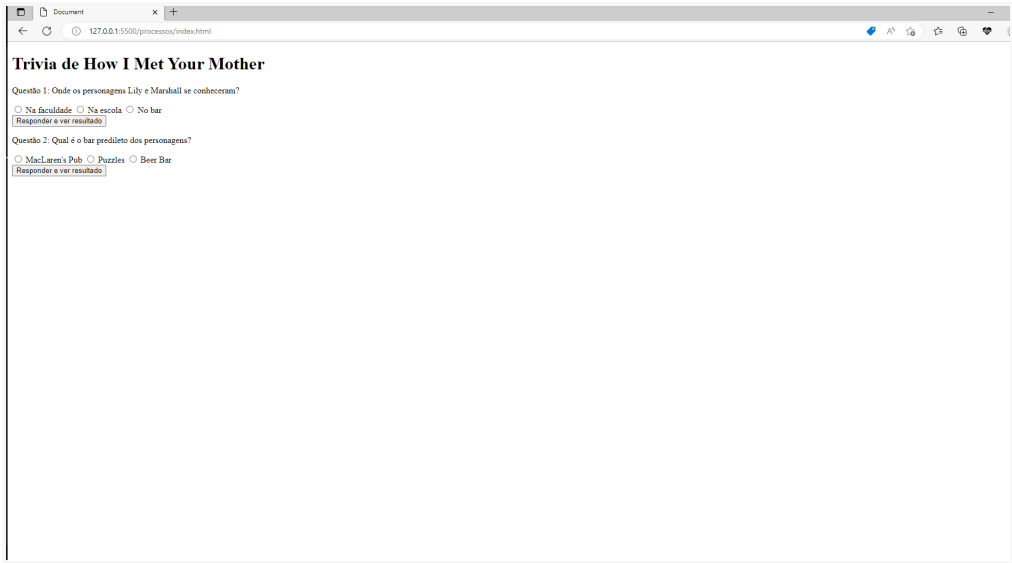 Document
127.0.0.1:5500/processos/index.html
Trivia de How I Met Your Mother
Questão 1: Onde os personagens Lily e Marshall se conheceram?
Na faculdade Na escola No bar
Responder e ver resultado
Questão 2: Qual é o bar predileto dos personagens?
MacLaren's Pub Puzzles Beer Bar
Responder e ver resultado